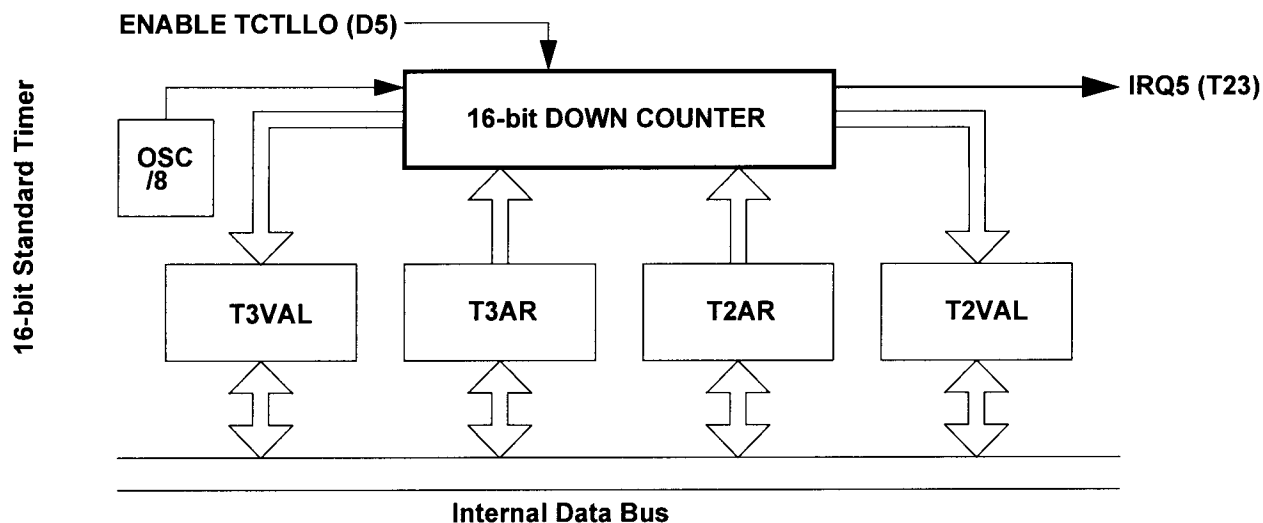 ENABLE TCTLLO (D5)
16-bit Standard Timer
IRQ5 (T23)
16-bit DOWN COUNTER
OSC
/8
T3VAL
T3AR
T2AR
T2VAL
Internal Data Bus